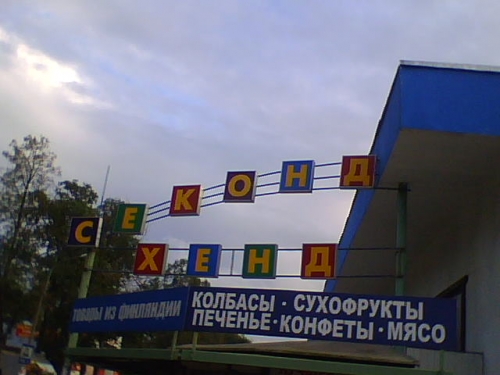 СЕКОНД
ХЕНД
ТОВАРЫ ИЗ ФИНЛЯНДИИ
КОЛБАСЫ · СУХОФРУКТЫ
ПЕЧЕНЬЕ · КОНФЕТЫ · МЯСО